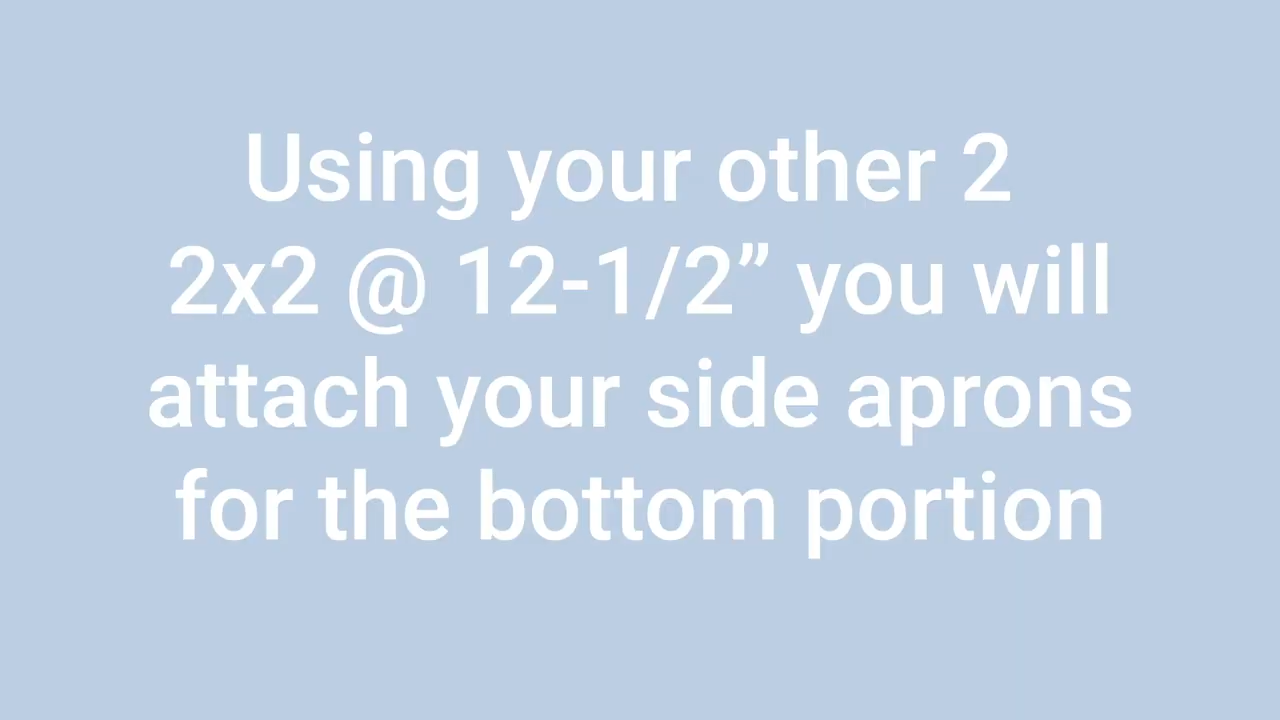 Using your other 2
2x2 @ 12-1/2” you will
attach your side aprons
for the bottom portion